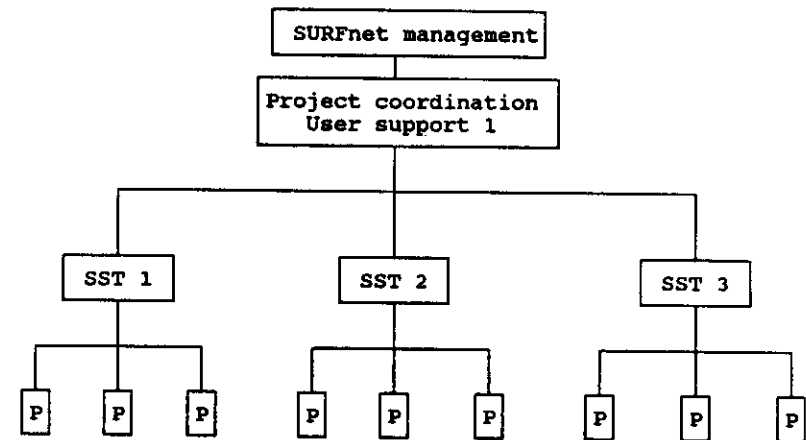 SURFnet management
Project coordination
User support 1
SST 1
SST 2
SST 3
P
P
P
P
P
P
P
P
P